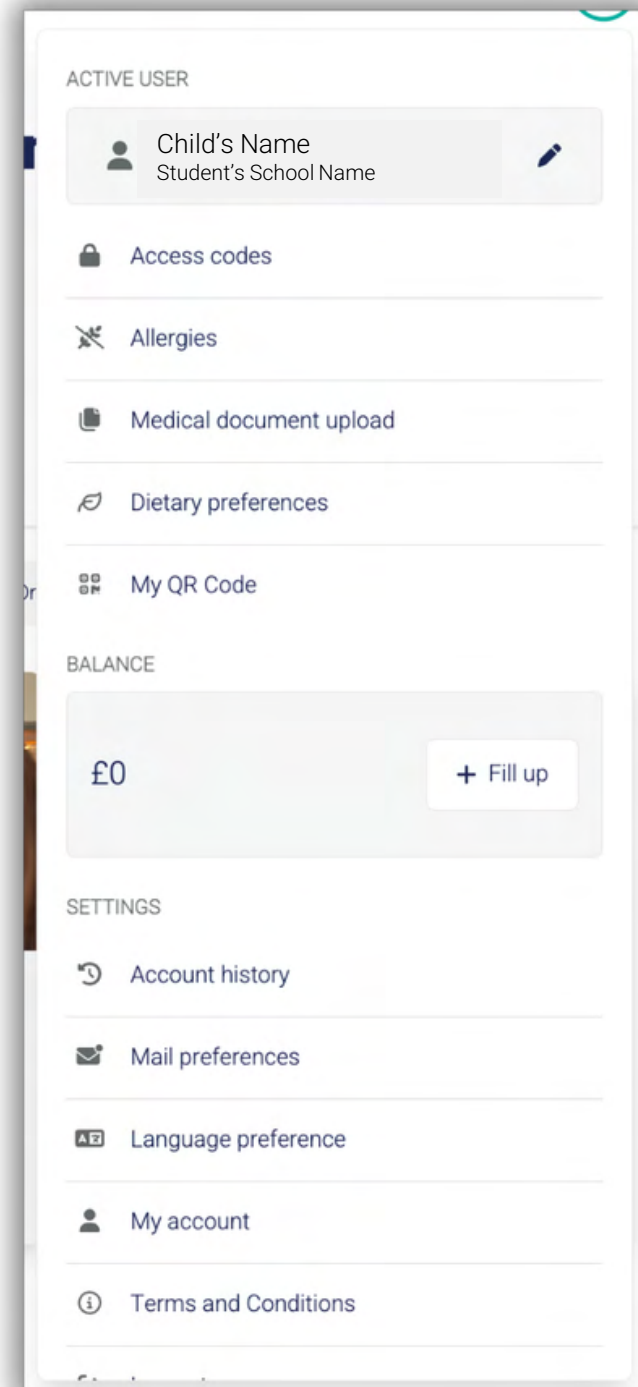 ACTIVE USER
Child's Name
Student's School Name
Access codes
Allergies
Medical document upload
Dietary preferences
My QR Code
BALANCE
£0
+ Fill up
SETTINGS
Account history
Mail preferences
Language preference
My account
Terms and Conditions